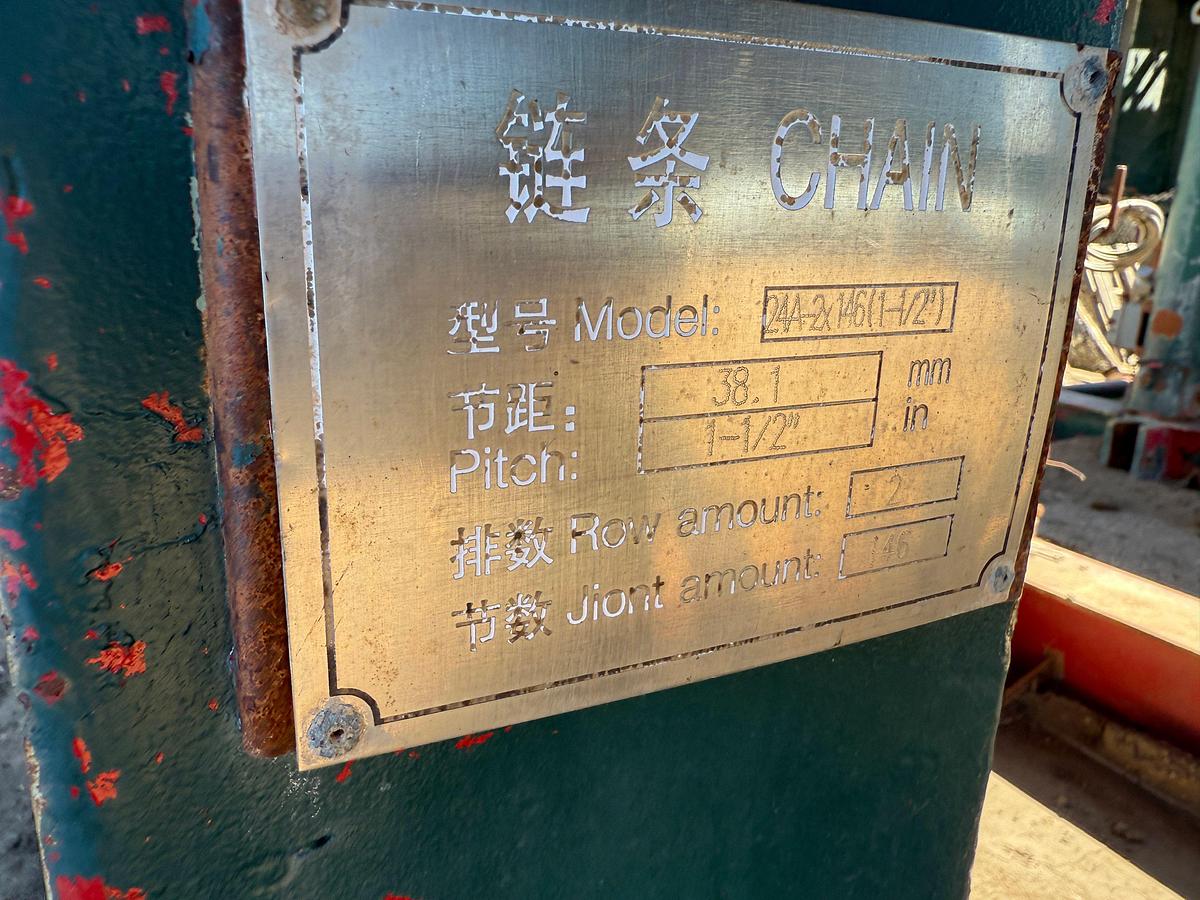 链条 CHAIN
型号 Model: 24A-2x146(1-1/2")
节距: 38.1 mm
Pitch: 1-1/2" in
排数 Row amount: 2
节数 Jiont amount: 146